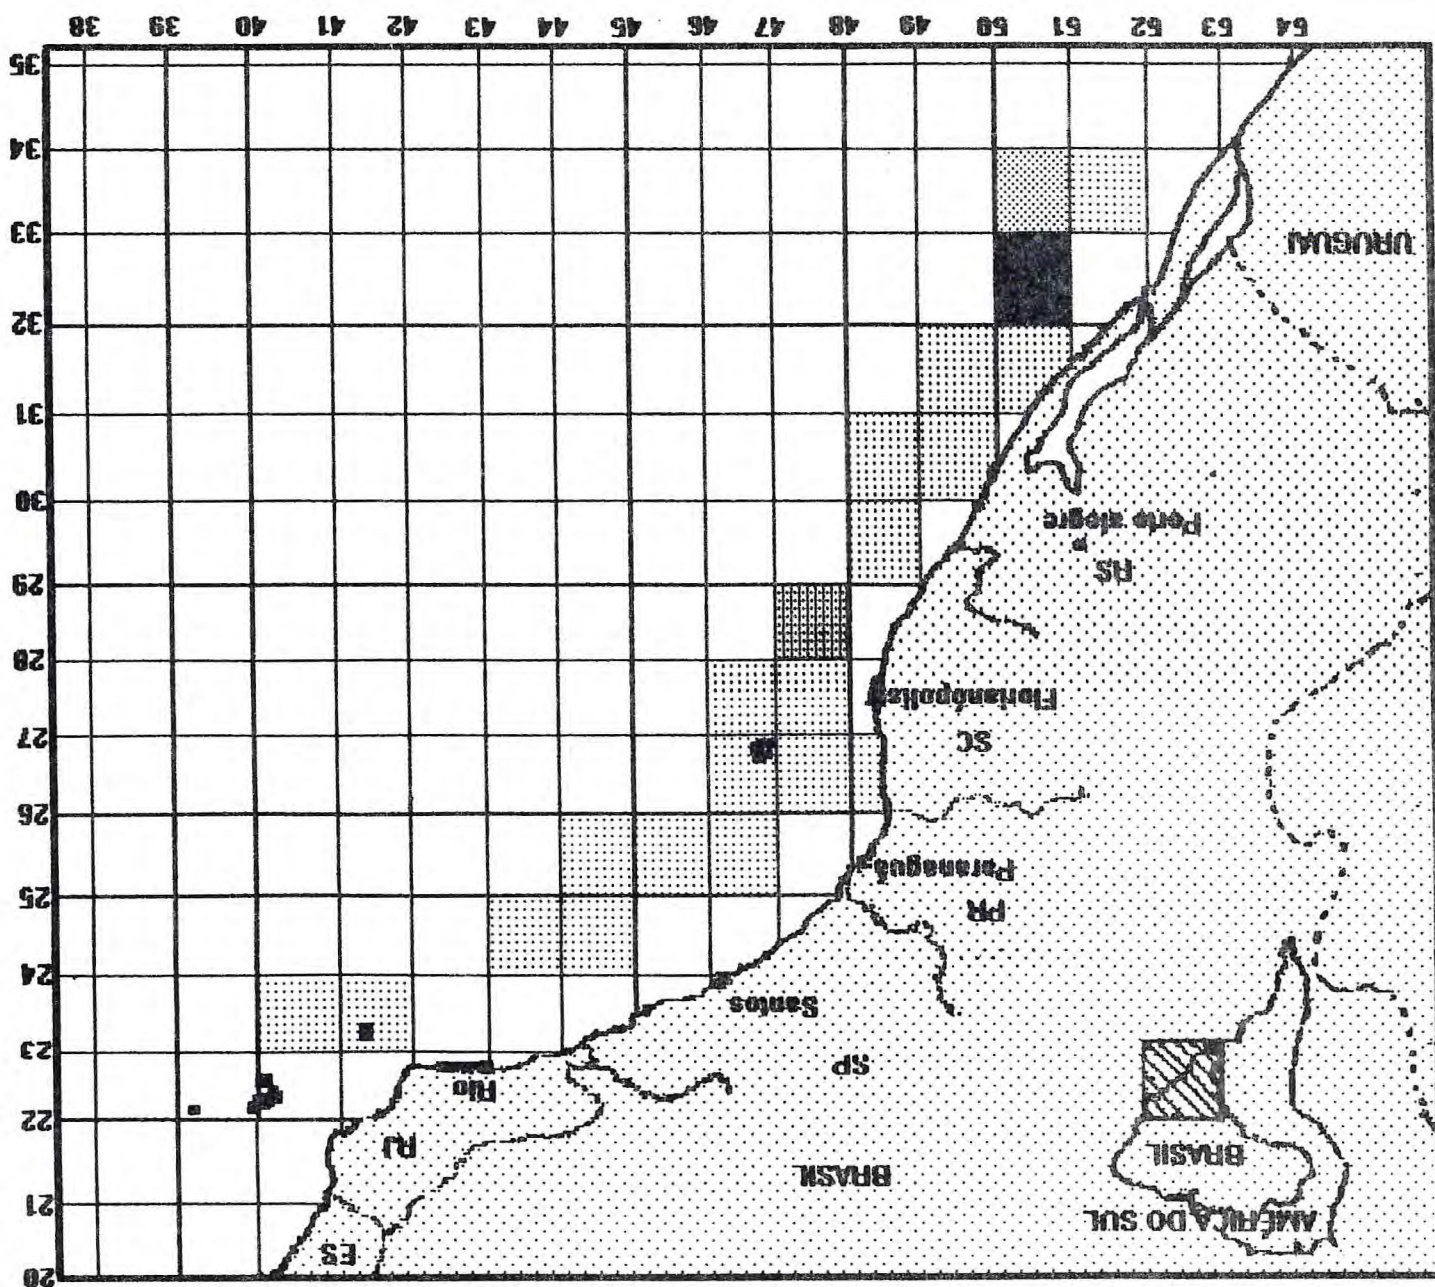 20
ES
AMÉRICA DO SUL
21
BRASIL
BRASIL
RJ
22
Rio
SP
23
Santos
24
PR
25
Paranaguá
26
SC
27
Florianópolis
28
RS
29
Porto alegre
30
31
32
URUGUAI
33
34
35
54 53 52 51 50 49 48 47 46 45 44 43 42 41 40 39 38